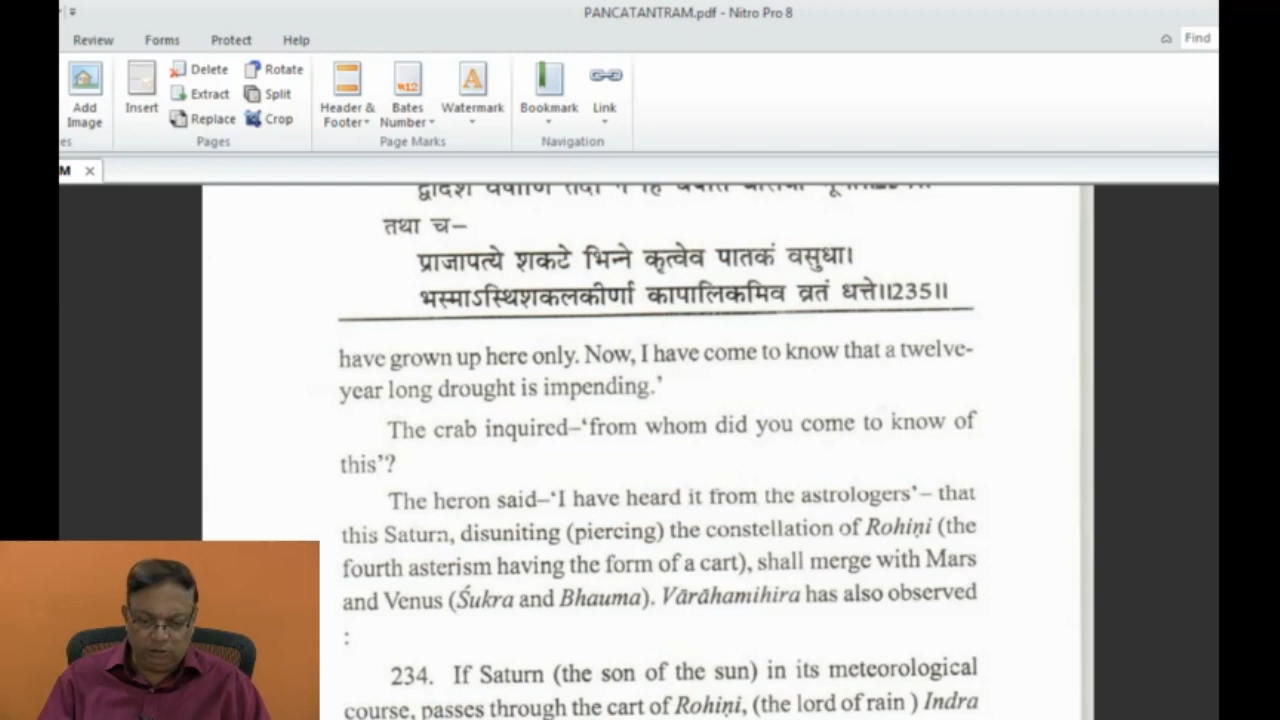 PANCATANTRAM.pdf - Nitro Pro 8
Review Forms Protect Help
Find
Add Image
Insert
Delete Rotate
Extract Split
Replace Crop
Header & Footer
Bates Number
Watermark
Bookmark
Link
es Pages Page Marks Navigation
M
द्वादश
तथा च–
प्राजापत्ये शकटे भिन्ने कृत्वेव पातकं वसुधा।
भस्माऽस्थिशकलकीर्णा कापालिकमिव व्रतं धत्ते॥235॥
have grown up here only. Now, I have come to know that a twelve-
year long drought is impending.’
The crab inquired–‘from whom did you come to know of
this’?
The heron said–‘I have heard it from the astrologers’– that
this Saturn, disuniting (piercing) the constellation of Rohiṇi (the
fourth asterism having the form of a cart), shall merge with Mars
and Venus (Śukra and Bhauma). Vārāhamihira has also observed
:
234. If Saturn (the son of the sun) in its meteorological
course, passes through the cart of Rohiṇi, (the lord of rain ) Indra